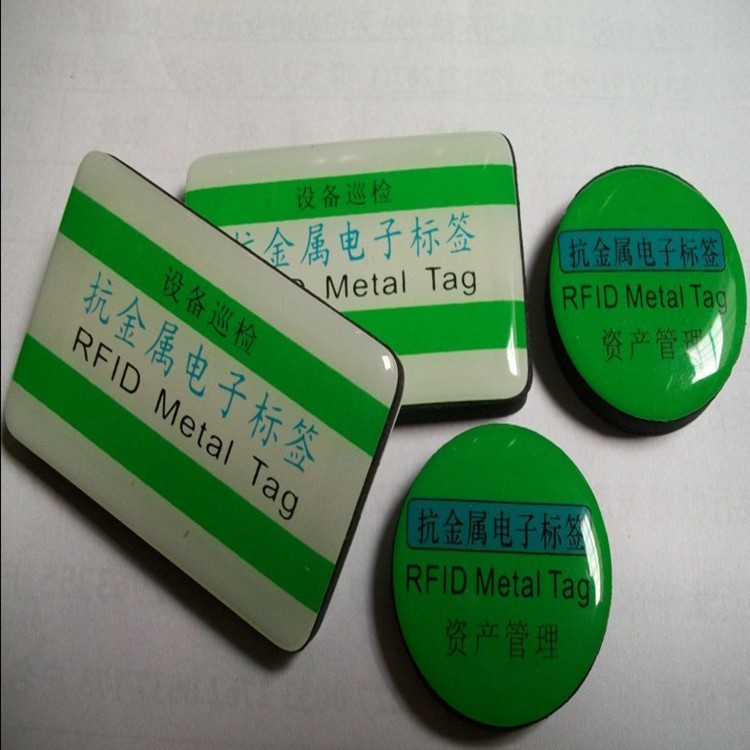 设备巡检
抗金属电子标签
RFID Metal Tag
设备巡检
金属电子标签
Metal Tag
抗金属电子标签
RFID Metal Tag
资产管理
抗金属电子标签
RFID Metal Tag
资产管理